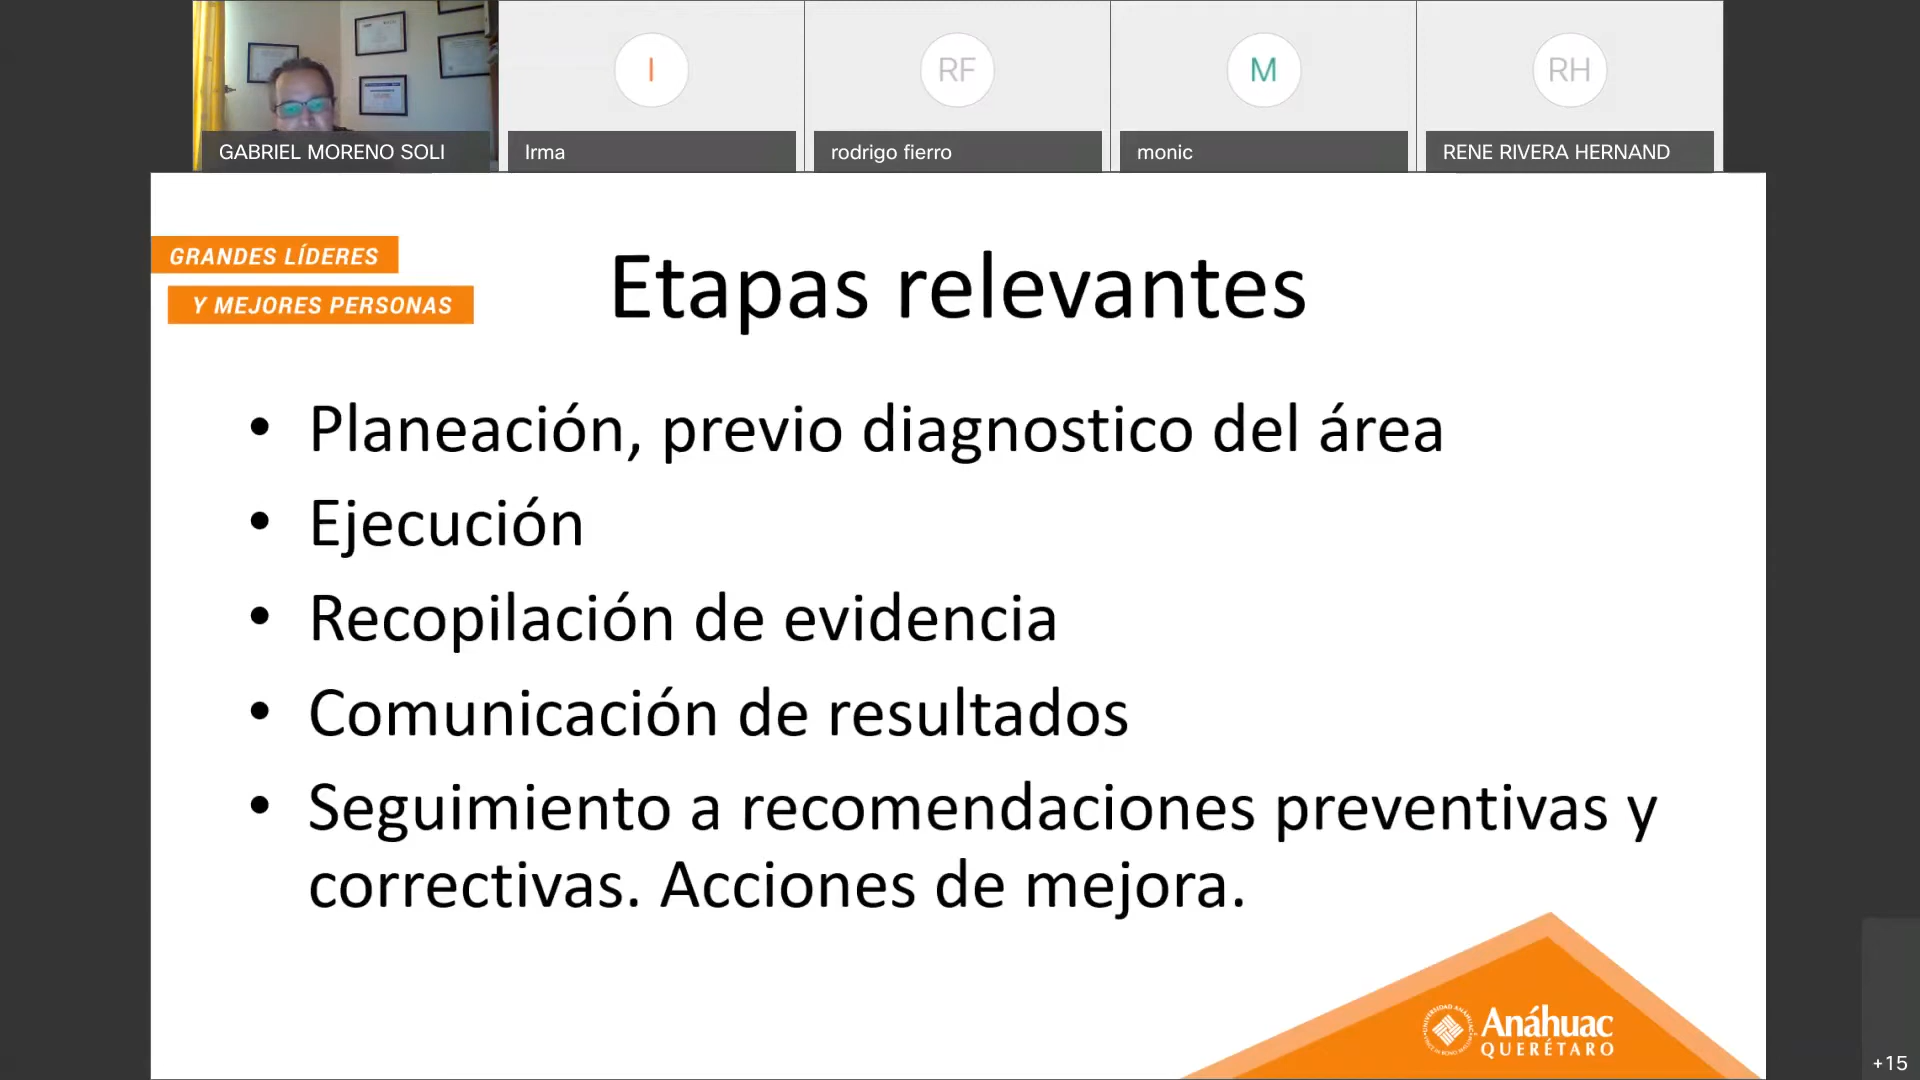 I
RF
M
RH
GABRIEL MORENO SOLI
Irma
rodrigo fierro
monic
RENE RIVERA HERNAND
GRANDES LÍDERES
Y MEJORES PERSONAS
Etapas relevantes
• Planeación, previo diagnostico del área
• Ejecución
• Recopilación de evidencia
• Comunicación de resultados
• Seguimiento a recomendaciones preventivas y
correctivas. Acciones de mejora.
Anáhuac
QUERÉTARO
+15